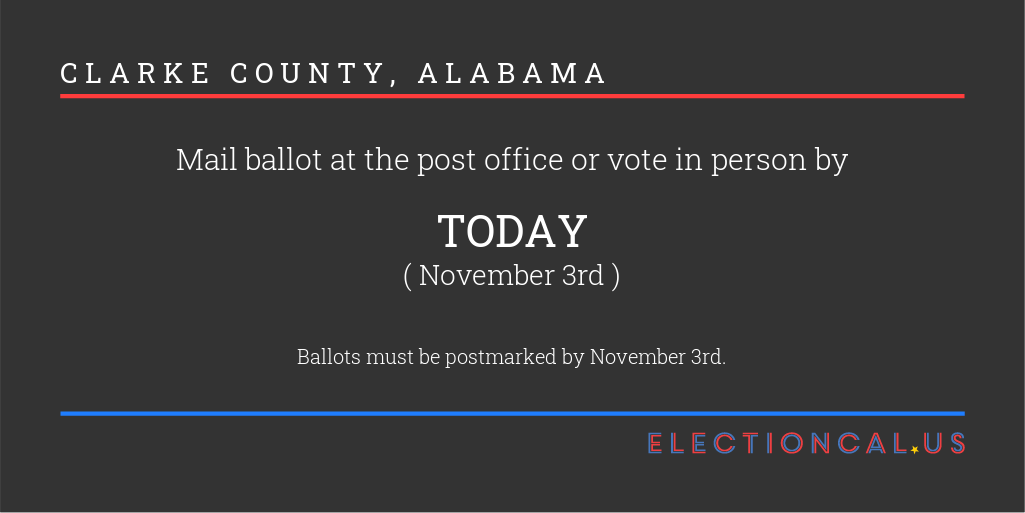 CLARKE COUNTY, ALABAMA
Mail ballot at the post office or vote in person by
TODAY
( November 3rd )
Ballots must be postmarked by November 3rd.
ELECTIONCAL.US